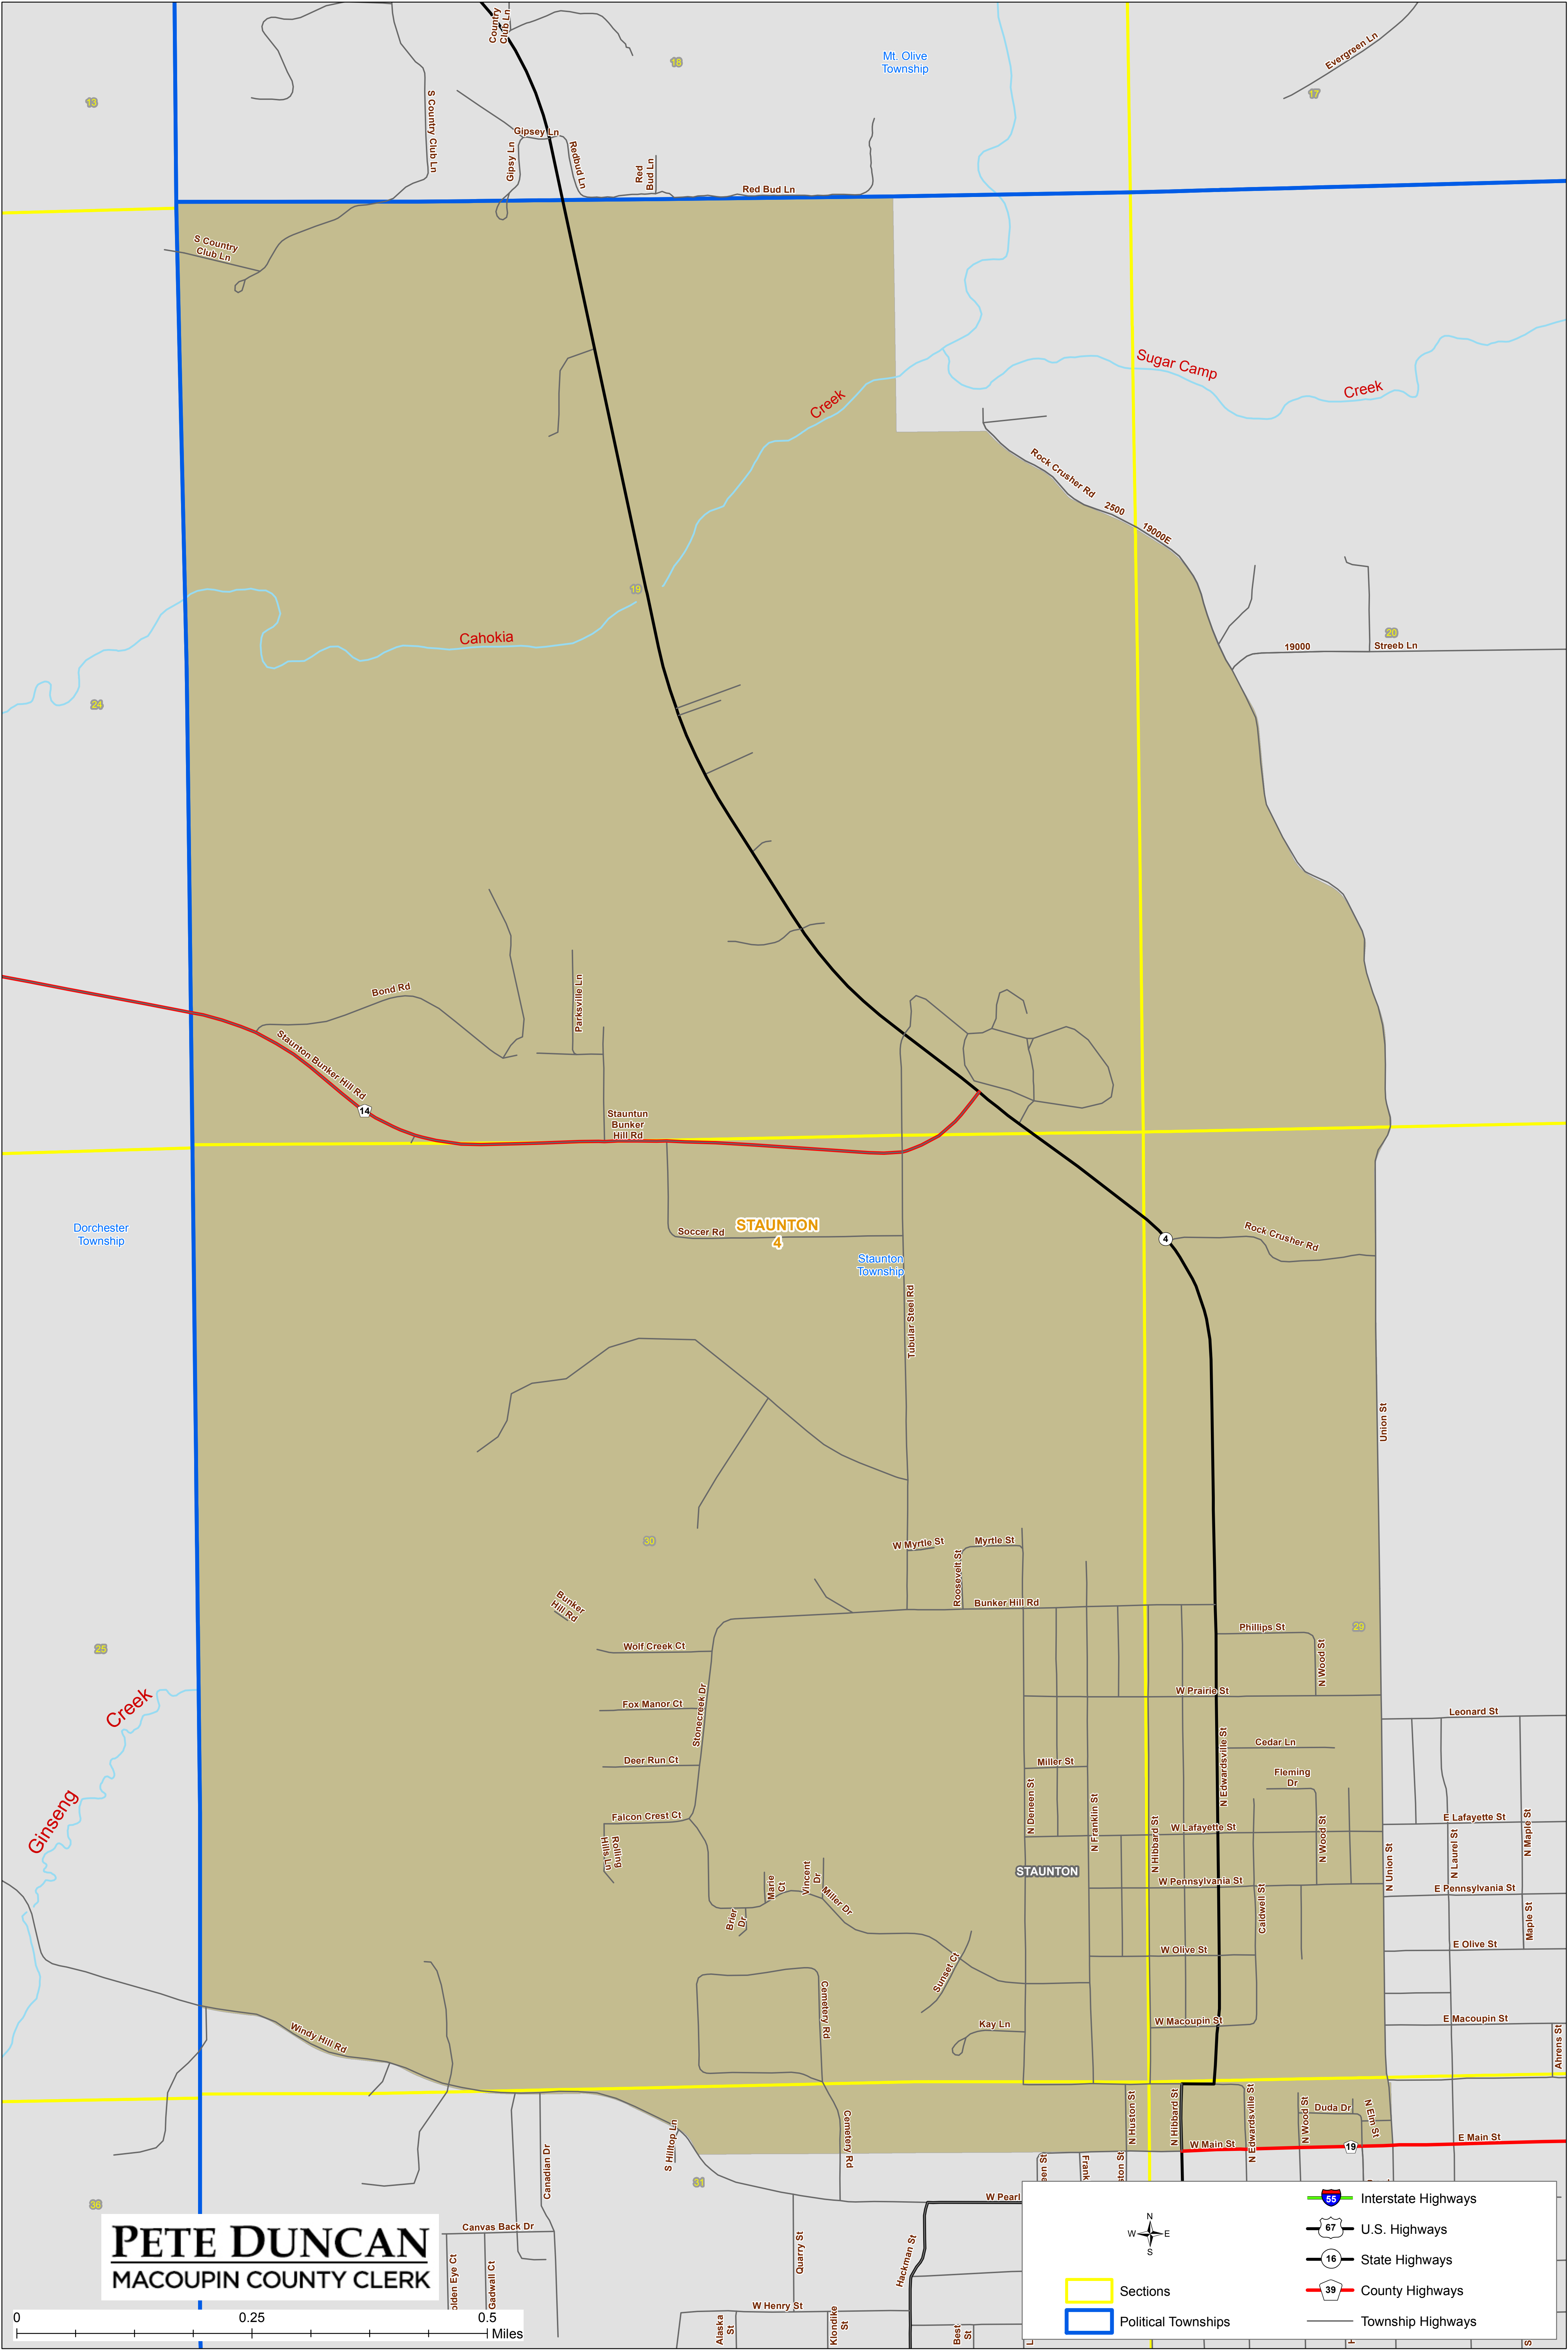 Country
Club Ln
18
Mt. Olive
Township
Evergreen Ln
17
13
S Country Club Ln
Gipsey Ln
Gipsy Ln
Redbud Ln
Red
Bud Ln
Red Bud Ln
S Country
Club Ln
Sugar Camp
Creek
Creek
Rock Crusher Rd
2500
19000E
19
Cahokia
20
19000
Streeb Ln
24
Bond Rd
Parksville Ln
Staunton Bunker Hill Rd
14
Stauntun
Bunker
Hill Rd
Dorchester
Township
Soccer Rd
STAUNTON
4
Staunton
Township
4
Rock Crusher Rd
Tubular Steel Rd
Union St
30
W Myrtle St
Myrtle St
Roosevelt St
Bunker Hill Rd
Bunker
Hill Rd
Phillips St
29
N Wood St
25
Wolf Creek Ct
Stonecreek Dr
Fox Manor Ct
W Prairie St
Creek
Leonard St
Deer Run Ct
Miller St
N Edwardsville St
Cedar Ln
Fleming
Dr
Ginseng
Falcon Crest Ct
Rolling
Hills Ln
N Deneen St
N Franklin St
N Hibbard St
W Lafayette St
N Wood St
E Lafayette St
N Maple St
N Laurel St
N Union St
STAUNTON
Marie
Ct
Vincent
Dr
Miller Dr
Brier
Dr
W Pennsylvania St
Caldwell St
E Pennsylvania St
Maple St
W Olive St
E Olive St
Sunset Ct
Cemetery Rd
Kay Ln
W Macoupin St
E Macoupin St
Windy Hill Rd
Ahrens St
Cemetery Rd
N Huston St
N Hibbard St
N Edwardsville St
N Wood St
Duda Dr
N Elm St
W Main St
19
E Main St
S Hilltop Ln
Canadian Dr
31
36
een St
Frank
ston St
W Pearl
Canvas Back Dr
olden Eye Ct
Gadwall Ct
Quarry St
Hackman St
W Henry St
Alaska
St
Klondike
St
Best
St
PETE DUNCAN
MACOUPIN COUNTY CLERK
0
0.25
0.5
Miles
N
W
E
S
Sections
Political Townships
55
Interstate Highways
67
U.S. Highways
16
State Highways
39
County Highways
Township Highways